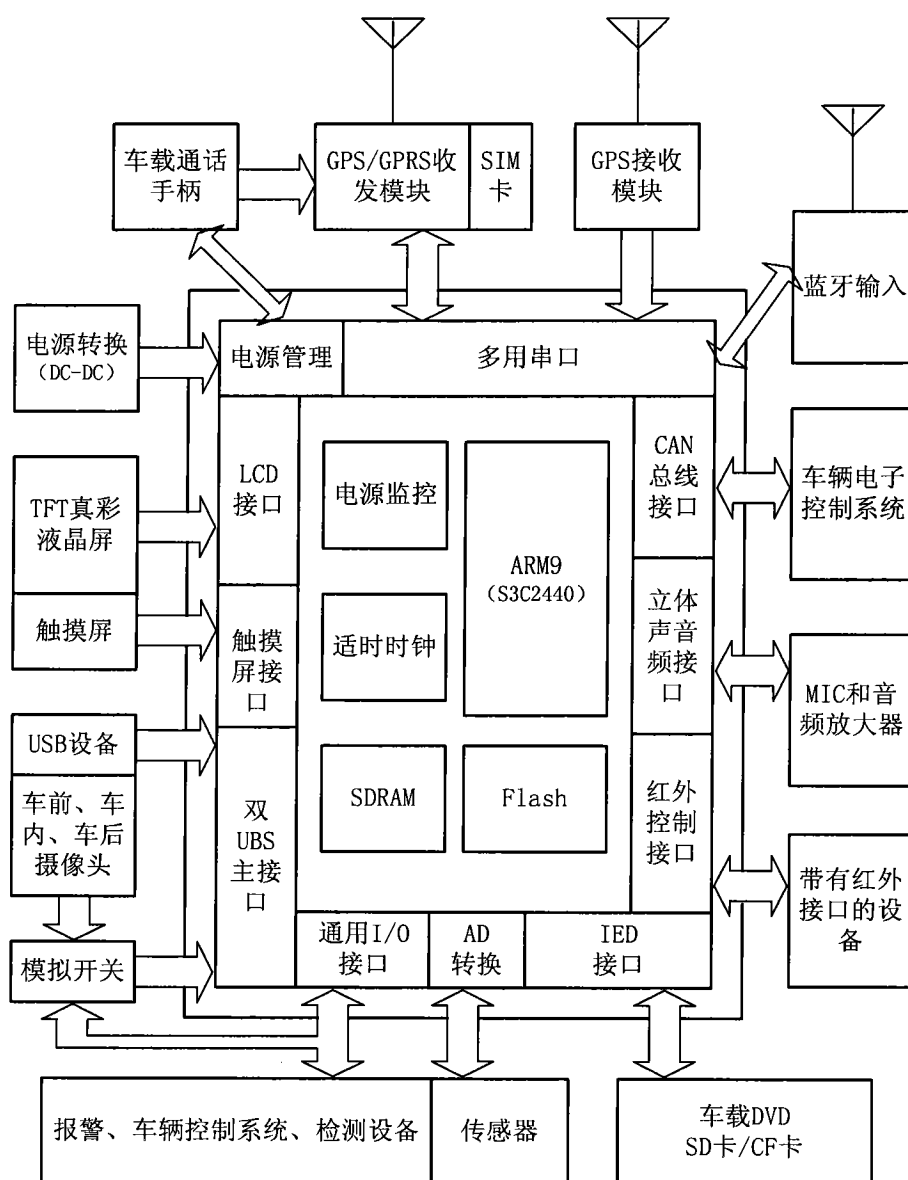 车载通话
手柄
GPS/GPRS收
发模块
SIM
卡
GPS接收
模块
蓝牙输入
电源转换
(DC-DC)
电源管理
多用串口
TFT真彩
液晶屏
触摸屏
LCD
接口
触摸
屏接口
电源监控
适时时钟
ARM9
(S3C2440)
CAN
总线
接口
车辆电子
控制系统
立体
声音
频接口
MIC和音
频放大器
USB设备
车前、车
内、车后
摄像头
双
UBS
主接口
SDRAM
Flash
红外
控制
接口
带有红外
接口的设
备
模拟开关
通用I/O
接口
AD
转换
IED
接口
报警、车辆控制系统、检测设备
传感器
车载DVD
SD卡/CF卡